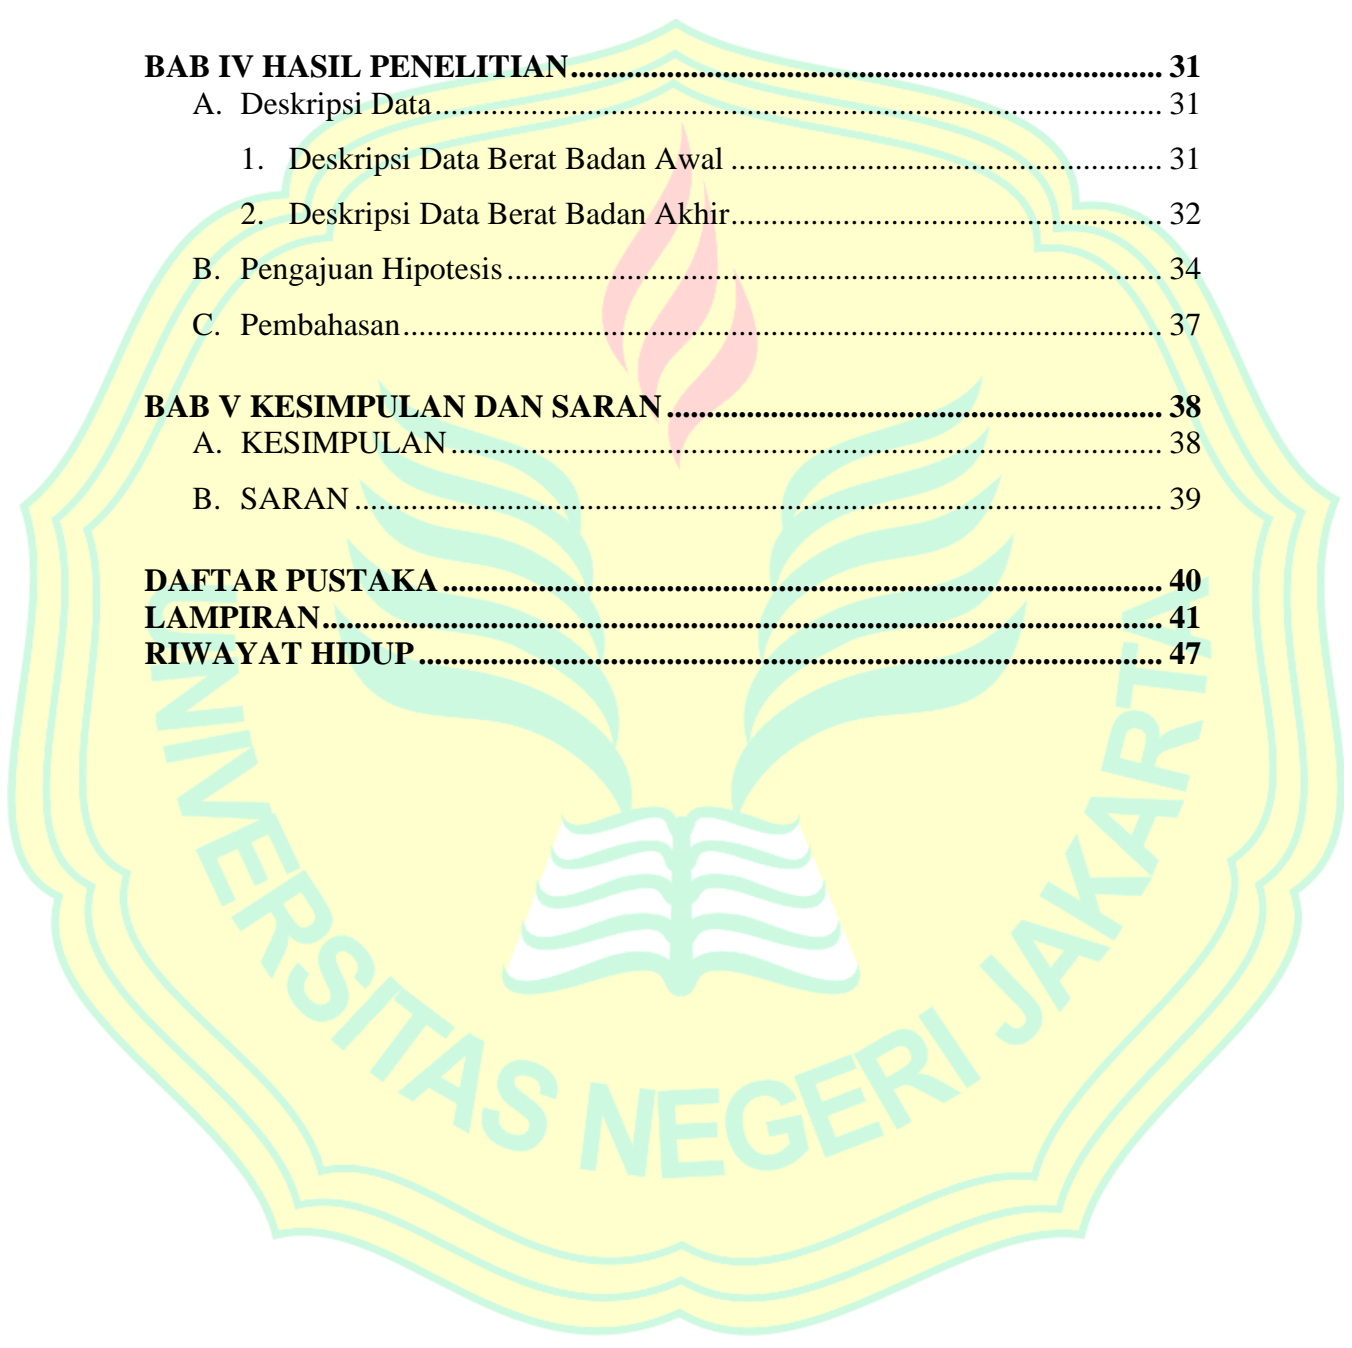 BAB IV HASIL PENELITIAN.......................................................................... 31
A. Deskripsi Data........................................................................................... 31
1. Deskripsi Data Berat Badan Awal ...................................................... 31
2. Deskripsi Data Berat Badan Akhir...................................................... 32
B. Pengajuan Hipotesis.................................................................................. 34
C. Pembahasan............................................................................................... 37
BAB V KESIMPULAN DAN SARAN.............................................................. 38
A. KESIMPULAN......................................................................................... 38
B. SARAN..................................................................................................... 39
DAFTAR PUSTAKA.......................................................................................... 40
LAMPIRAN......................................................................................................... 41
RIWAYAT HIDUP............................................................................................. 47
UNIVERSITAS NEGERI JAKARTA